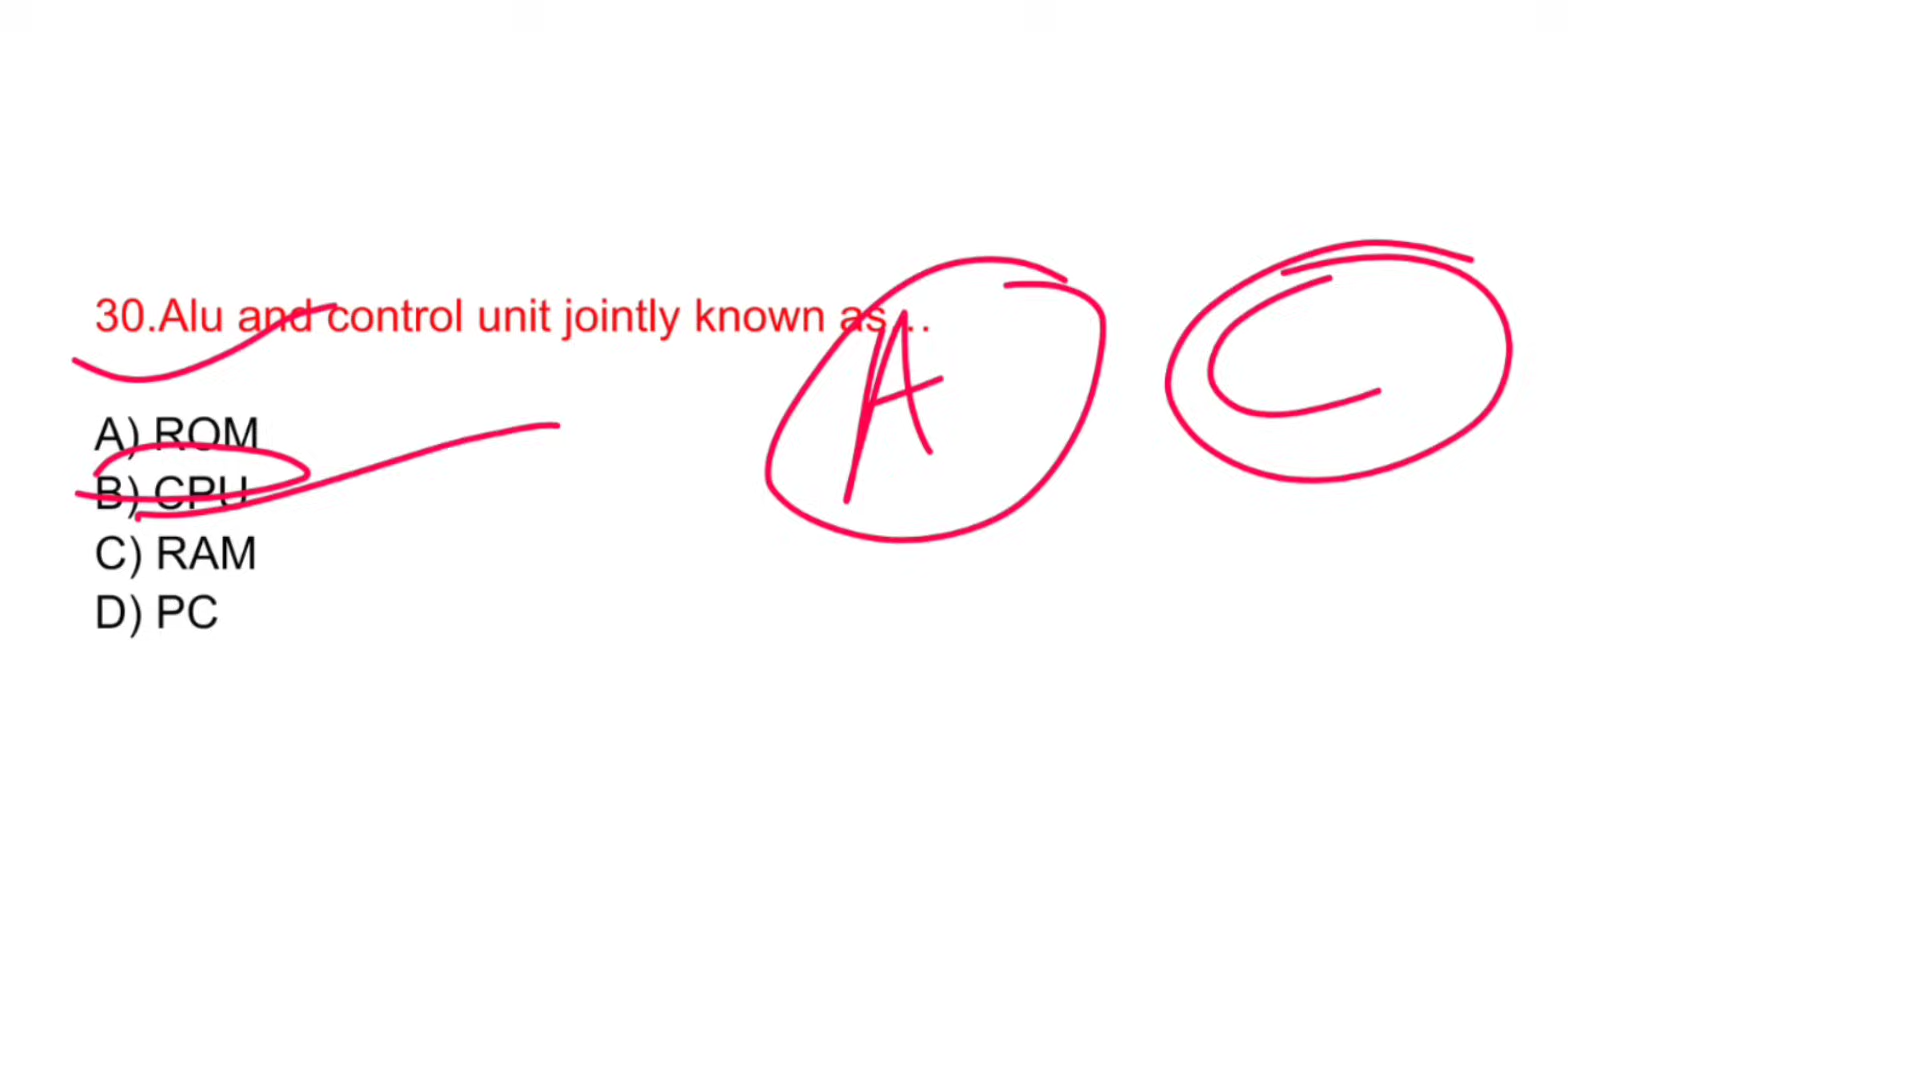 30.Alu and control unit jointly known as...
A) ROM
B) CPU
C) RAM
D) PC
A
C